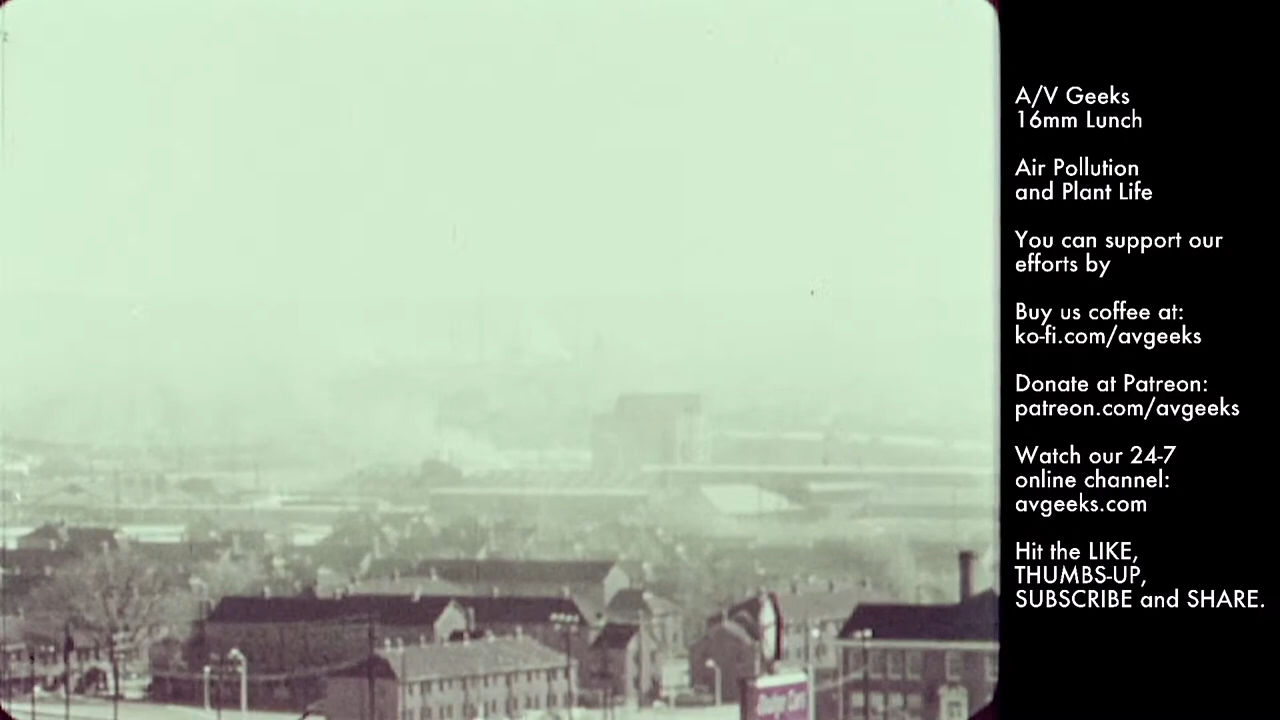 A/V Geeks
16mm Lunch
Air Pollution
and Plant Life
You can support our
efforts by
Buy us coffee at:
ko-fi.com/avgeeks
Donate at Patreon:
patreon.com/avgeeks
Watch our 24-7
online channel:
avgeeks.com
Hit the LIKE,
THUMBS-UP,
SUBSCRIBE and SHARE.